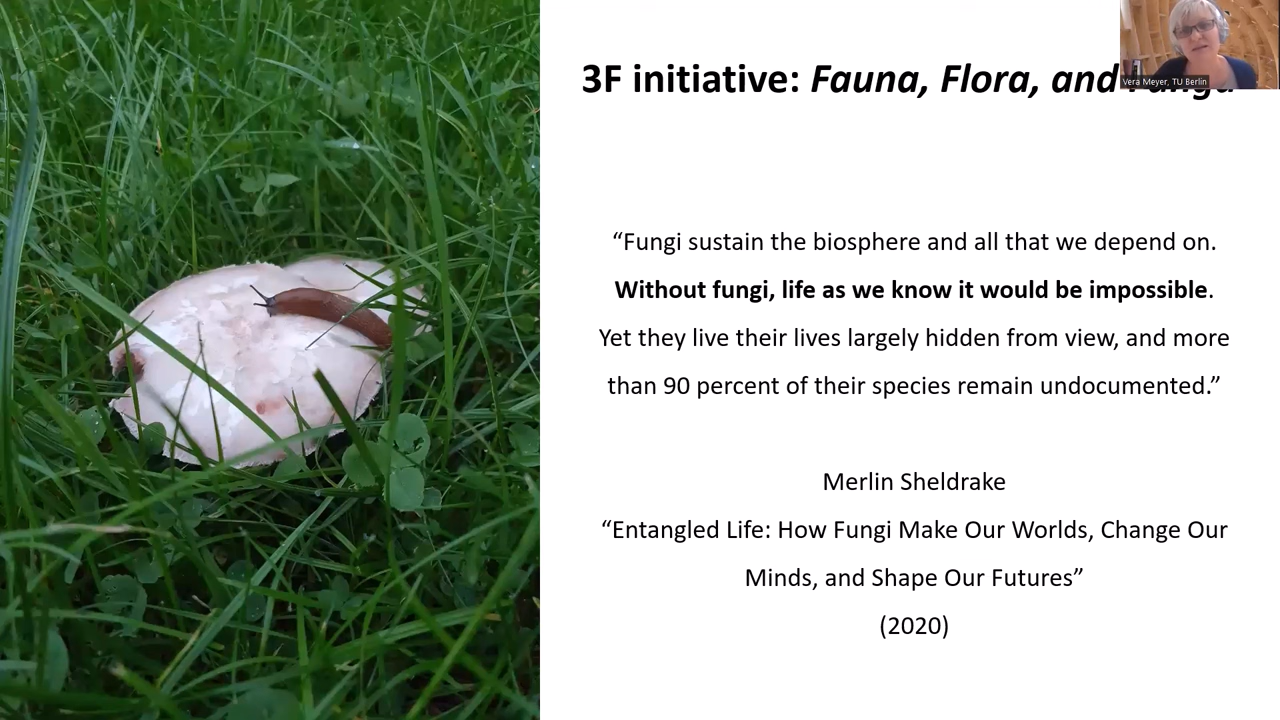 3F initiative: Fauna, Flora, and
Vera Meyer, TU Berlin
“Fungi sustain the biosphere and all that we depend on.
Without fungi, life as we know it would be impossible.
Yet they live their lives largely hidden from view, and more
than 90 percent of their species remain undocumented.”
Merlin Sheldrake
“Entangled Life: How Fungi Make Our Worlds, Change Our
Minds, and Shape Our Futures”
(2020)